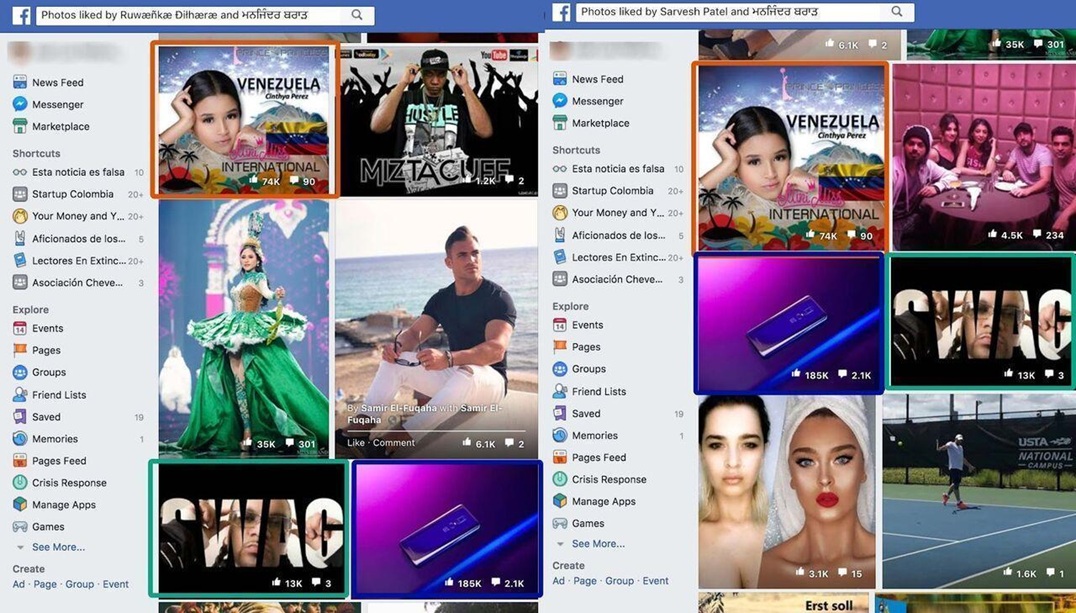 Photos liked by Ruwæñkæ Ðilhæræ and ਮਨਜਿੰਦਰ ਬਰਾੜ
News Feed
Messenger
Marketplace
Shortcuts
Esta noticia es falsa 10
Startup Colombia 20+
Your Money and Y... 20+
Aficionados de los... 5
Lectores En Extinc... 20+
Asociación Cheve... 3
Explore
14 Events
Pages
Groups
Friend Lists
Saved 19
Memories 1
Pages Feed
Crisis Response
Manage Apps
Games
See More...
Create
Ad · Page · Group · Event
VENEZUELA
Cinthya Perez
Mini Miss
INTERNATIONAL
74K 90
YouTube
HUSTLE
MIZTACUFF
1.2K 2
35K 301
By Samir El-Fuqaha with Samir El-
Fuqaha
Like · Comment 6.1K 2
SWAG
13K 3
185K 2.1K
Photos liked by Sarvesh Patel and ਮਨਜਿੰਦਰ ਬਰਾੜ
News Feed
Messenger
Marketplace
Shortcuts
Esta noticia es falsa 10
Startup Colombia 20+
Your Money and Y... 20+
Aficionados de los... 5
Lectores En Extinc... 20+
Asociación Cheve... 3
Explore
14 Events
Pages
Groups
Friend Lists
Saved 19
Memories 1
Pages Feed
Crisis Response
Manage Apps
Games
See More...
Create
Ad · Page · Group · Event
6.1K 2
35K 301
VENEZUELA
Cinthya Perez
Mini Miss
INTERNATIONAL
74K 90
4.5K 234
185K 2.1K
SWAG
13K 3
3.1K 15
USTA
NATIONAL
CAMPUS
1.6K 1
Erst soll